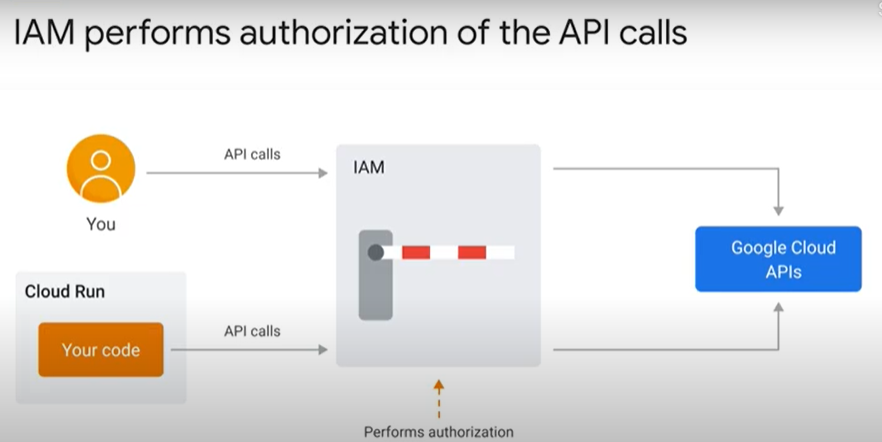 IAM performs authorization of the API calls
API calls
IAM
You
Google Cloud
APIs
Cloud Run
Your code
API calls
Performs authorization